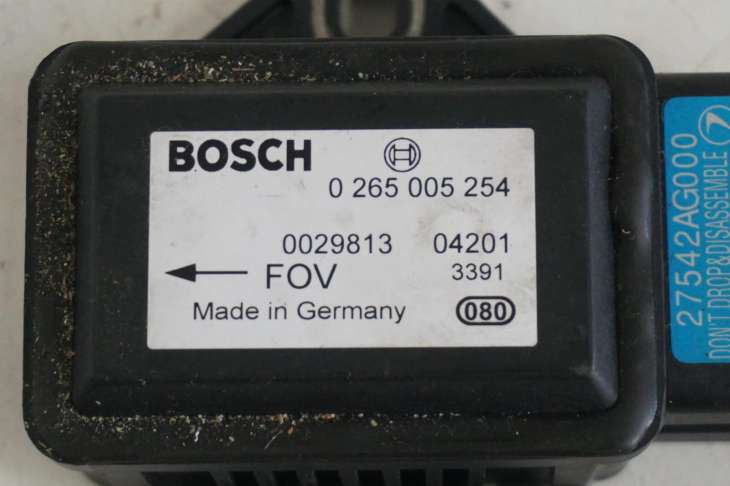 BOSCH
0 265 005 254
0029813 04201
FOV 3391
Made in Germany 080
27542AG000
DON'T DROP&DISASSEMBLE